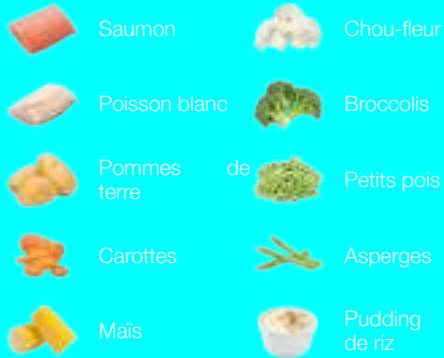 Saumon
Poisson blanc
Pommes de
terre
Carottes
Maïs
Chou-fleur
Broccolis
Petits pois
Asperges
Pudding
de riz